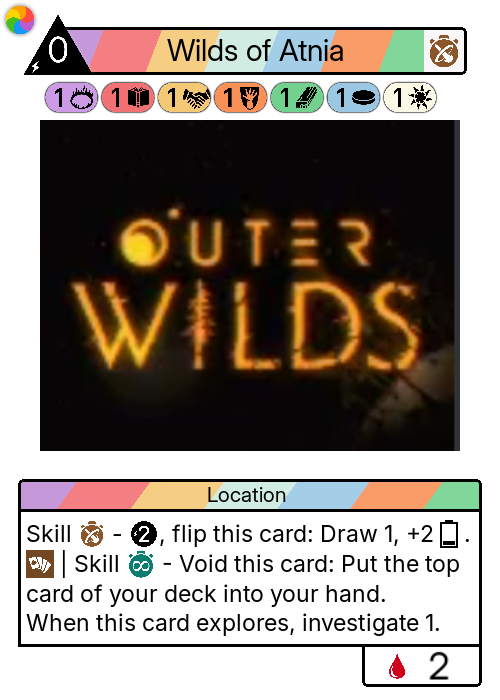 0 Wilds of Atnia
1 1 1 1 1 1 1
OUTER
WILDS
Location
Skill - 2, flip this card: Draw 1, +2 .
| Skill - Void this card: Put the top
card of your deck into your hand.
When this card explores, investigate 1.
2